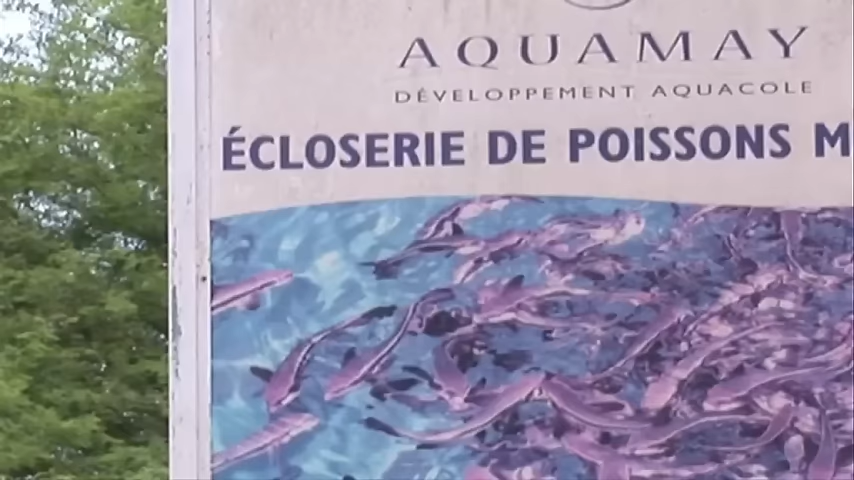 AQUAMAY
DÉVELOPPEMENT AQUACOLE
ÉCLOSERIE DE POISSONS M